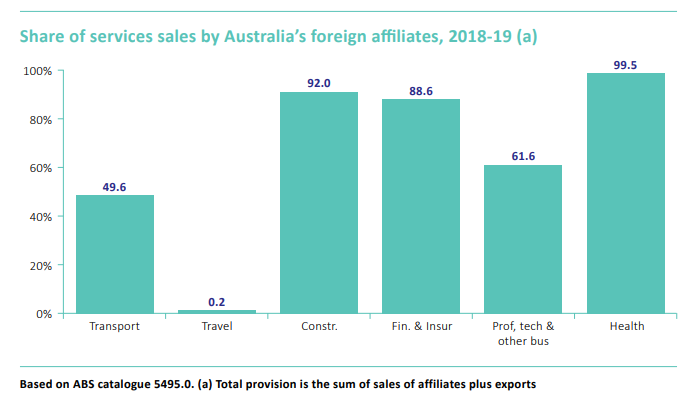 Share of services sales by Australia's foreign affiliates, 2018-19 (a)
100%
80%
60%
40%
20%
0%
49.6
0.2
92.0
88.6
61.6
99.5
Transport
Travel
Constr.
Fin. & Insur
Prof, tech &
other bus
Health
Based on ABS catalogue 5495.0. (a) Total provision is the sum of sales of affiliates plus exports